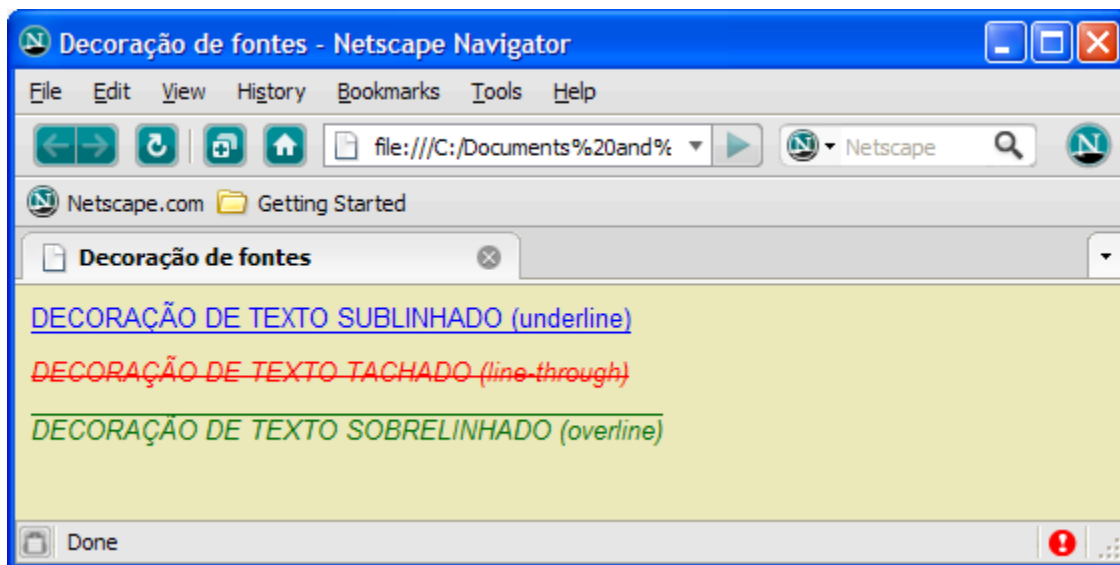 Decoração de fontes - Netscape Navigator
File Edit View History Bookmarks Tools Help
file:///C:/Documents%20and% Netscape
Netscape.com Getting Started
Decoração de fontes
DECORAÇÃO DE TEXTO SUBLINHADO (underline)
DECORAÇÃO DE TEXTO TACHADO (line-through)
DECORAÇÃO DE TEXTO SOBRELINHADO (overline)
Done